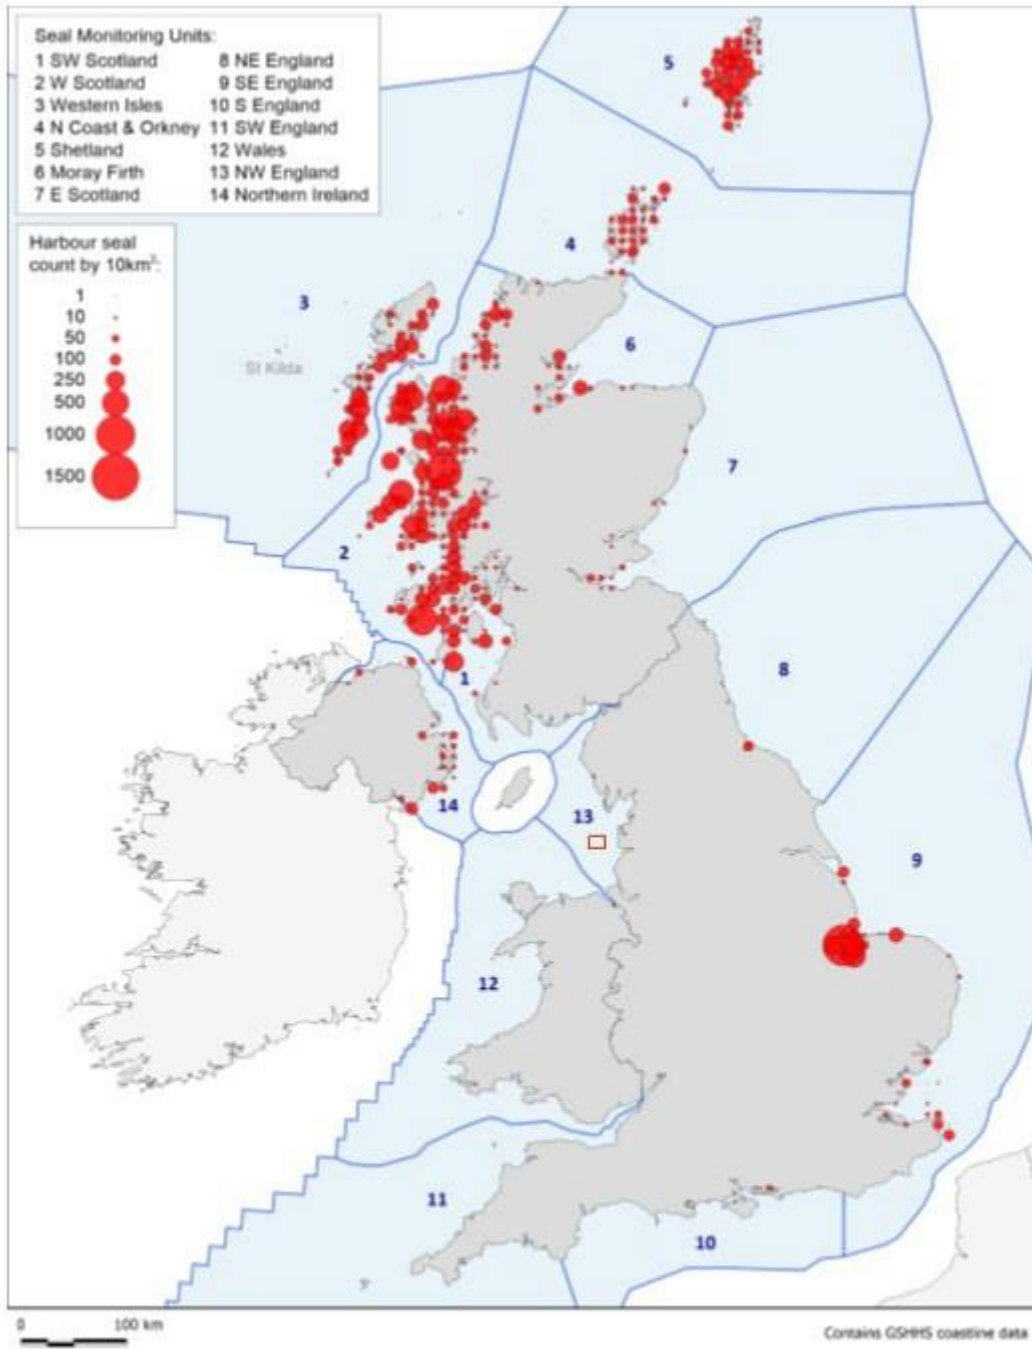 Seal Monitoring Units:
1 SW Scotland 8 NE England
2 W Scotland 9 SE England
3 Western Isles 10 S England
4 N Coast & Orkney 11 SW England
5 Shetland 12 Wales
6 Moray Firth 13 NW England
7 E Scotland 14 Northern Ireland
Harbour seal
count by 10km²:
1
10
50
100
250
500
1000
1500
5
4
3
6
St Kilda
7
2
8
1
14
13
9
12
11
10
0 100 km
Contains GSHHS coastline data